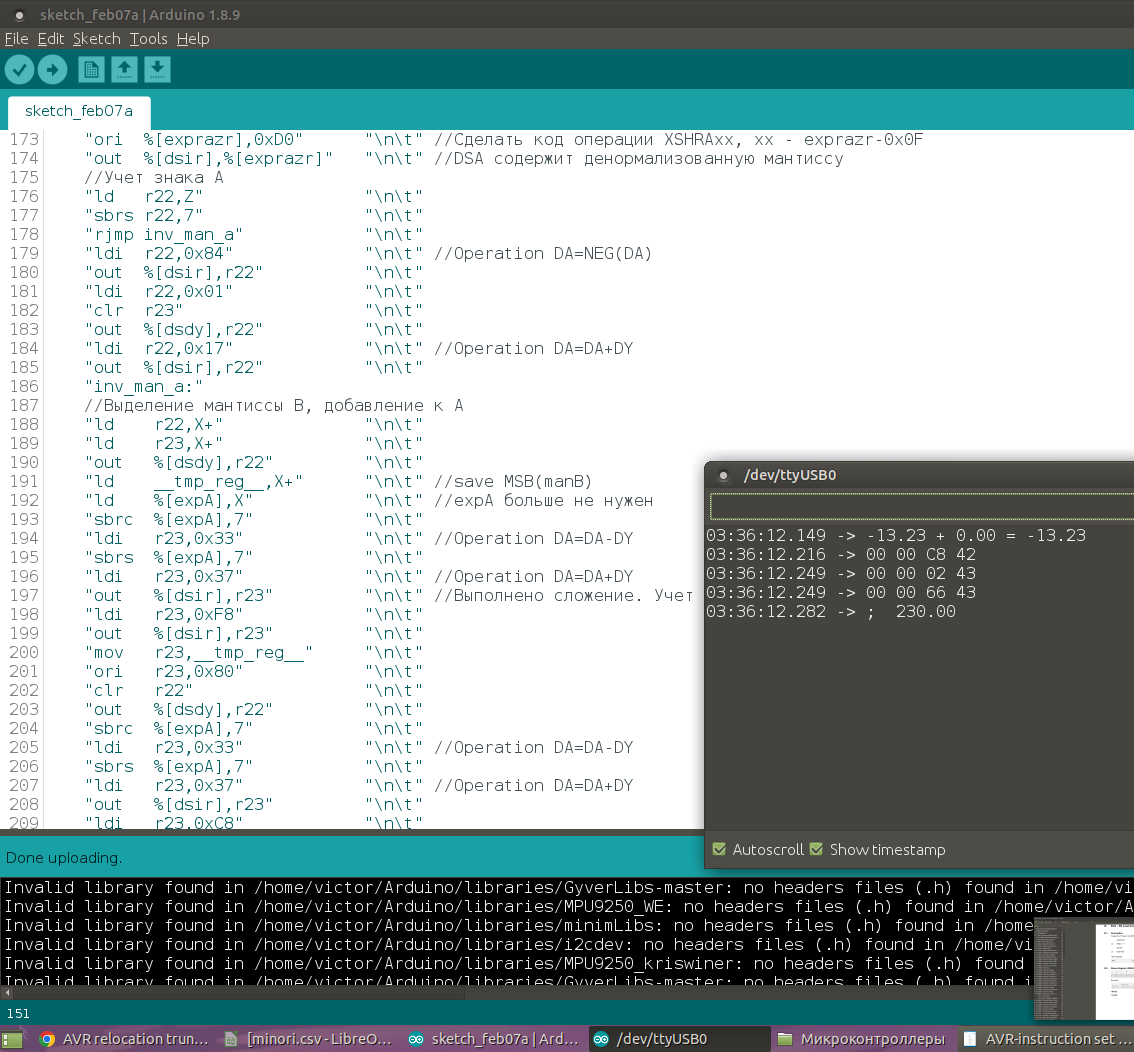 sketch_feb07a | Arduino 1.8.9
File Edit Sketch Tools Help
sketch_feb07a
173 "ori %[exprazr],0xD0" "\n\t" //Сделать код операции XSHRAxx, xx - exprazr-0x0F
174 "out %[dsir],%[exprazr]" "\n\t" //DSA содержит денормализованную мантиссу
175 //Учет знака А
176 "ld r22,Z" "\n\t"
177 "sbrs r22,7" "\n\t"
178 "rjmp inv_man_a" "\n\t"
179 "ldi r22,0x84" "\n\t" //Operation DA=NEG(DA)
180 "out %[dsir],r22" "\n\t"
181 "ldi r22,0x01" "\n\t"
182 "clr r23" "\n\t"
183 "out %[dsdy],r22" "\n\t"
184 "ldi r22,0x17" "\n\t" //Operation DA=DA+DY
185 "out %[dsir],r22" "\n\t"
186 "inv_man_a:"
187 //Выделение мантиссы В, добавление к А
188 "ld r22,X+" "\n\t"
189 "ld r23,X+" "\n\t"
190 "out %[dsdy],r22" "\n\t"
191 "ld __tmp_reg__,X+" "\n\t" //save MSB(manB)
192 "ld %[expA],X" "\n\t" //expA больше не нужен
193 "sbrc %[expA],7" "\n\t"
194 "ldi r23,0x33" "\n\t" //Operation DA=DA-DY
195 "sbrs %[expA],7" "\n\t"
196 "ldi r23,0x37" "\n\t" //Operation DA=DA+DY
197 "out %[dsir],r23" "\n\t" //Выполнено сложение. Учет
198 "ldi r23,0xF8" "\n\t"
199 "out %[dsir],r23" "\n\t"
200 "mov r23,__tmp_reg__" "\n\t"
201 "ori r23,0x80" "\n\t"
202 "clr r22" "\n\t"
203 "out %[dsdy],r22" "\n\t"
204 "sbrc %[expA],7" "\n\t"
205 "ldi r23,0x33" "\n\t" //Operation DA=DA-DY
206 "sbrs %[expA],7" "\n\t"
207 "ldi r23,0x37" "\n\t" //Operation DA=DA+DY
208 "out %[dsir],r23" "\n\t"
209 "ldi r23.0xC8" "\n\t"
/dev/ttyUSB0
03:36:12.149 -> -13.23 + 0.00 = -13.23
03:36:12.216 -> 00 00 C8 42
03:36:12.249 -> 00 00 02 43
03:36:12.249 -> 00 00 66 43
03:36:12.282 -> ; 230.00
Autoscroll Show timestamp
Done uploading.
Invalid library found in /home/victor/Arduino/libraries/GyverLibs-master: no headers files (.h) found in /home/vi
Invalid library found in /home/victor/Arduino/libraries/MPU9250_WE: no headers files (.h) found in /home/victor/A
Invalid library found in /home/victor/Arduino/libraries/minimLibs: no headers files (.h) found in /home
Invalid library found in /home/victor/Arduino/libraries/i2cdev: no headers files (.h) found in /home/vi
Invalid library found in /home/victor/Arduino/libraries/MPU9250_kriswiner: no headers files (.h) found
Invalid library found in /home/victor/Arduino/libraries/GyverLibs-master: no headers files (.h) found i
151
AVR relocation trun... [minori.csv - LibreO... sketch_feb07a | Ard... /dev/ttyUSB0 Микроконтроллеры AVR-instruction set ...